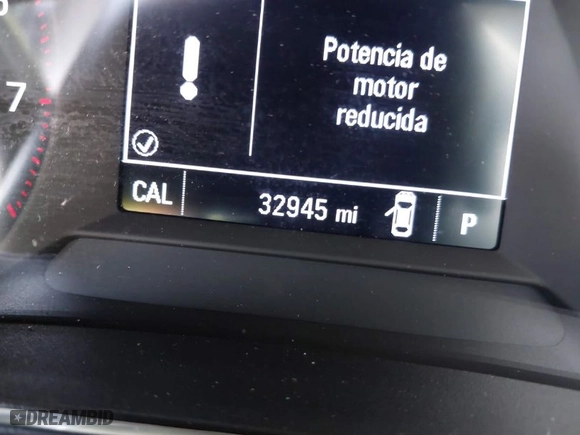 Potencia de
motor
reducida
7
CAL 32945 mi P
DREAMBID